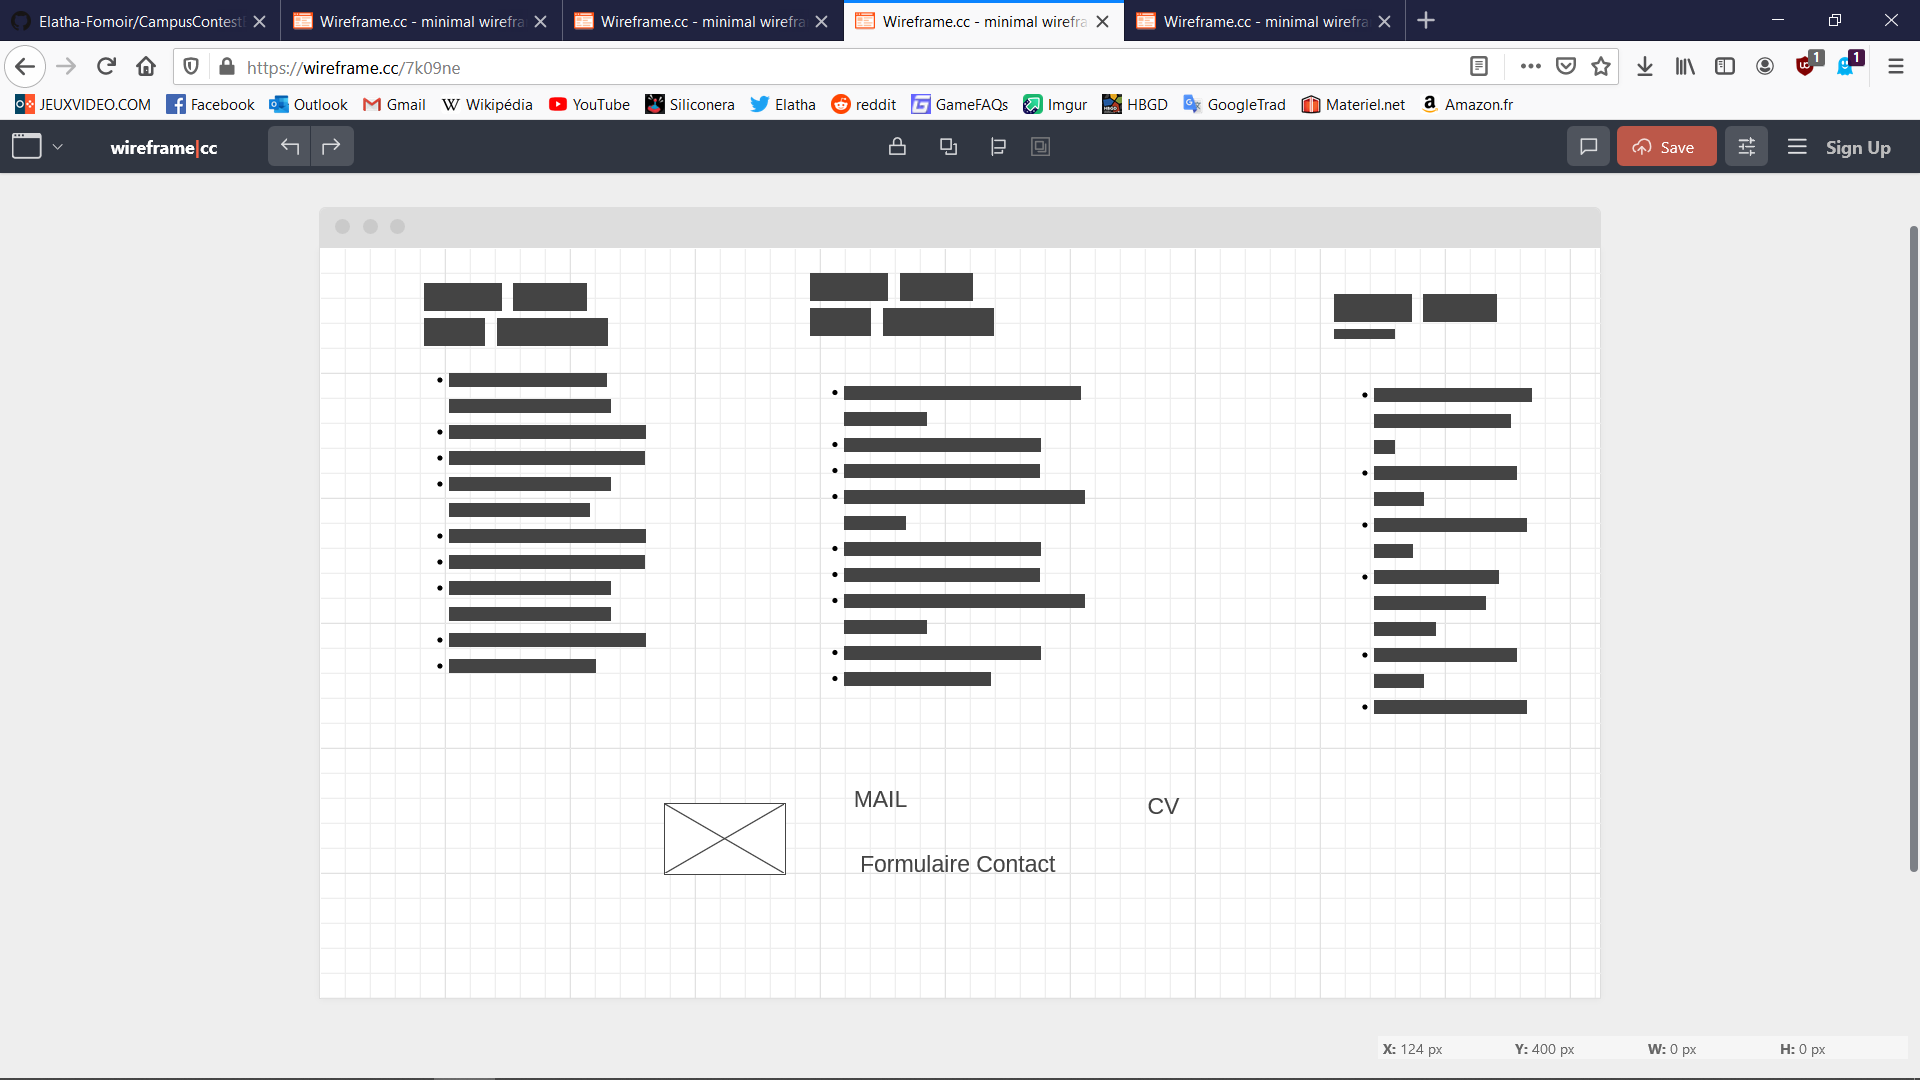 Elatha-Fomoir/CampusContest
Wireframe.cc - minimal wirefra
Wireframe.cc - minimal wirefra
Wireframe.cc - minimal wirefra
Wireframe.cc - minimal wirefra
https://wireframe.cc/7k09ne
1
1
JEUXVIDEO.COM
Facebook
Outlook
Gmail
Wikipédia
YouTube
Siliconera
Elatha
reddit
GameFAQs
Imgur
HBGD
GoogleTrad
Materiel.net
Amazon.fr
wireframe|cc
Save
Sign Up
MAIL
CV
Formulaire Contact
X: 124 px
Y: 400 px
W: 0 px
H: 0 px